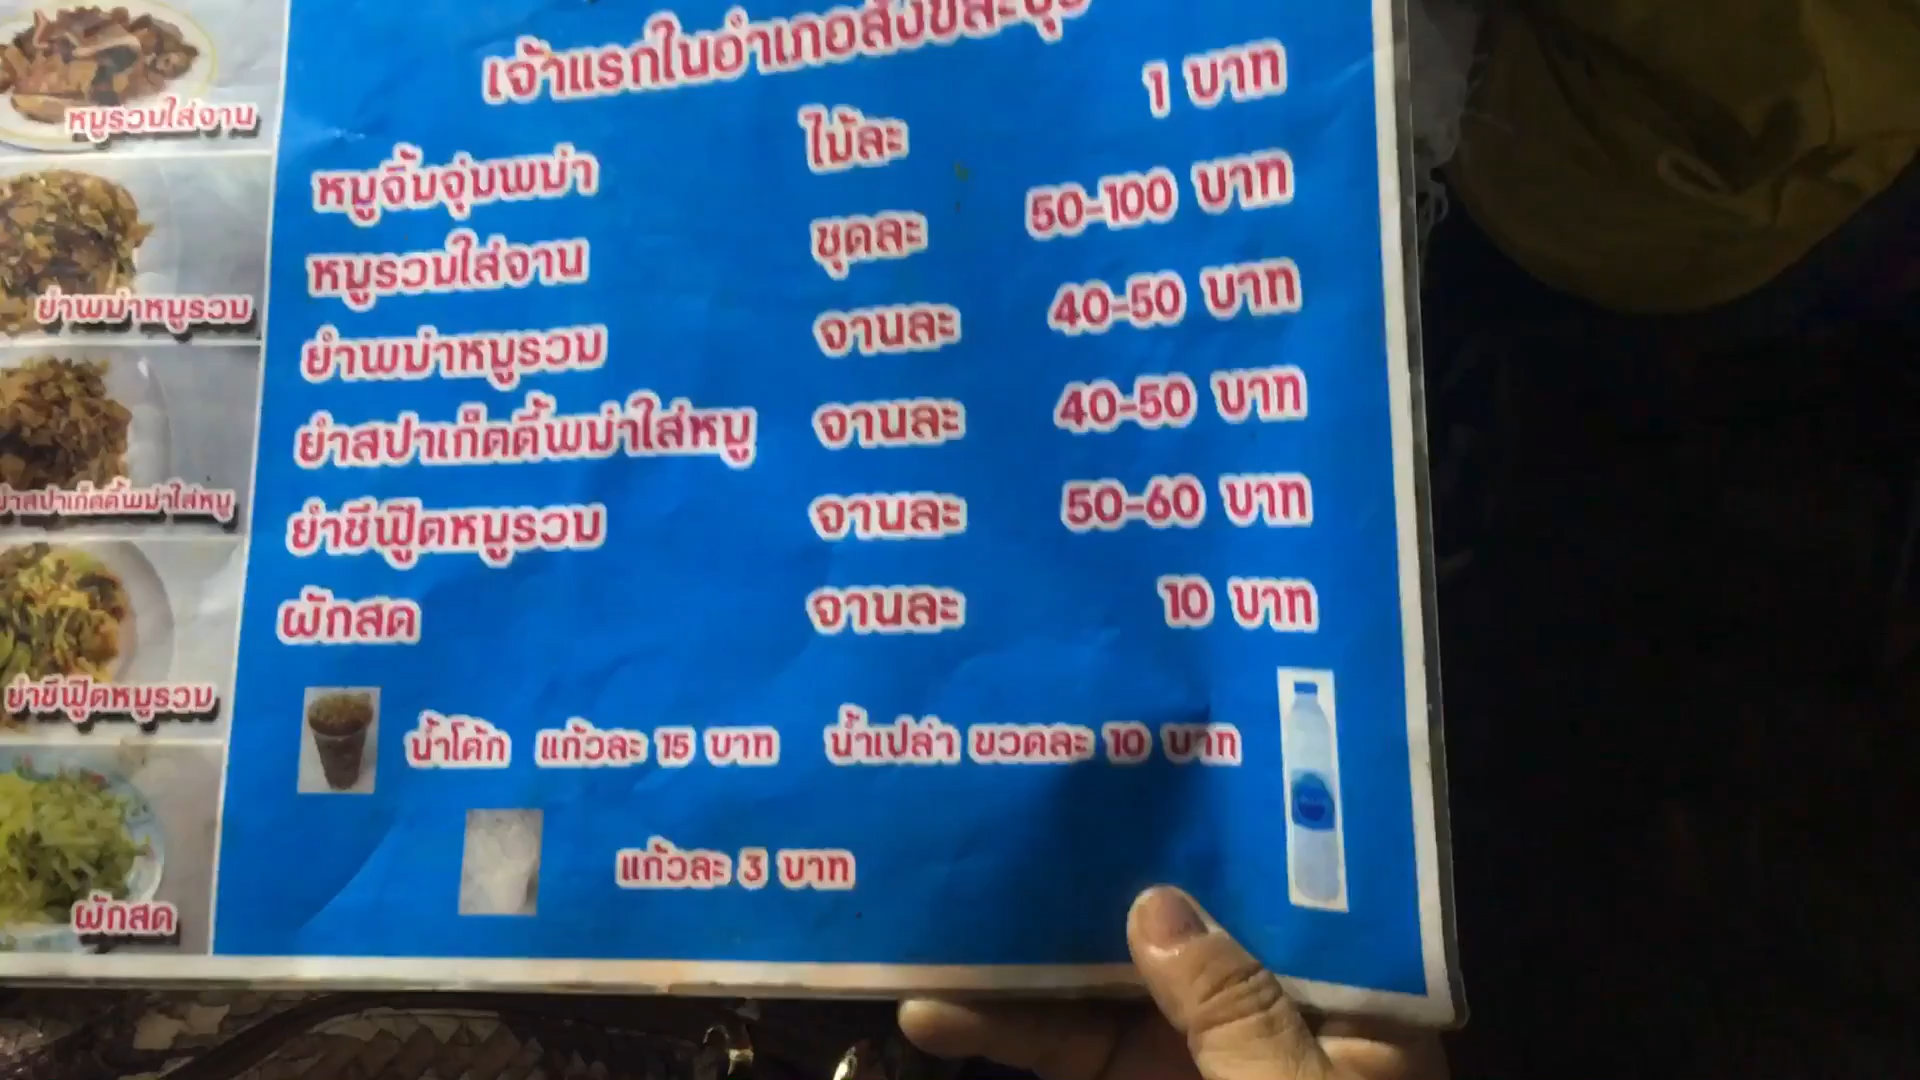 เจ้าแรกในอำเภอสังขละบุรี
หมูจิ้มจุ่มพม่า ไม้ละ 1 บาท
หมูรวมใส่จาน ชุดละ 50-100 บาท
ยำพม่าหมูรวม จานละ 40-50 บาท
ยำสปาเก็ตตี้พม่าใส่หมู จานละ 40-50 บาท
ยำซีฟู๊ตหมูรวม จานละ 50-60 บาท
ผักสด จานละ 10 บาท
น้ำโค้ก แก้วละ 15 บาท น้ำเปล่า ขวดละ 10 บาท
แก้วละ 3 บาท
หมูรวมใส่จาน
ยำพม่าหมูรวม
ยำสปาเก็ตตี้พม่าใส่หมู
ยำซีฟู๊ตหมูรวม
ผักสด